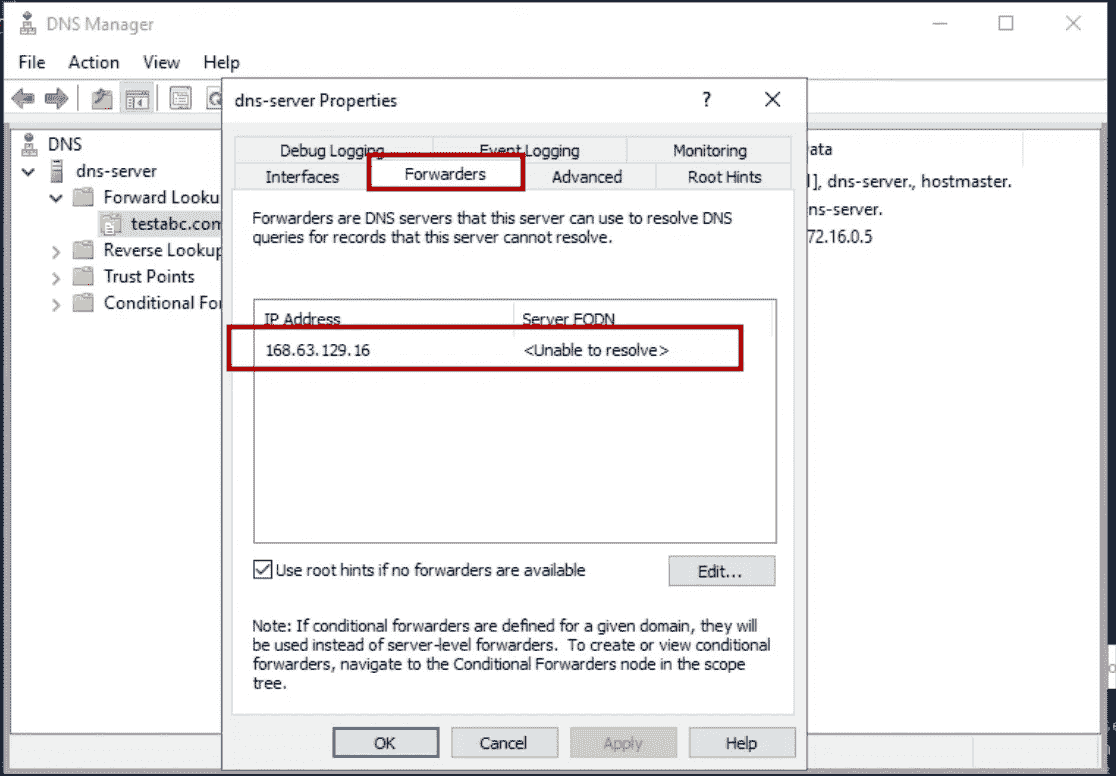 DNS Manager
File Action View Help
dns-server Properties
?
DNS
dns-server
Forward Looku
testabc.com
Reverse Lookup
Trust Points
Conditional For
Debug Logging Event Logging Monitoring
Interfaces Forwarders Advanced Root Hints
Forwarders are DNS servers that this server can use to resolve DNS
queries for records that this server cannot resolve.
IP Address Server FQDN
168.63.129.16 <Unable to resolve>
Use root hints if no forwarders are available
Edit...
Note: If conditional forwarders are defined for a given domain, they will
be used instead of server-level forwarders. To create or view conditional
forwarders, navigate to the Conditional Forwarders node in the scope
tree.
OK Cancel Apply Help
ata
], dns-server., hostmaster.
ns-server.
72.16.0.5